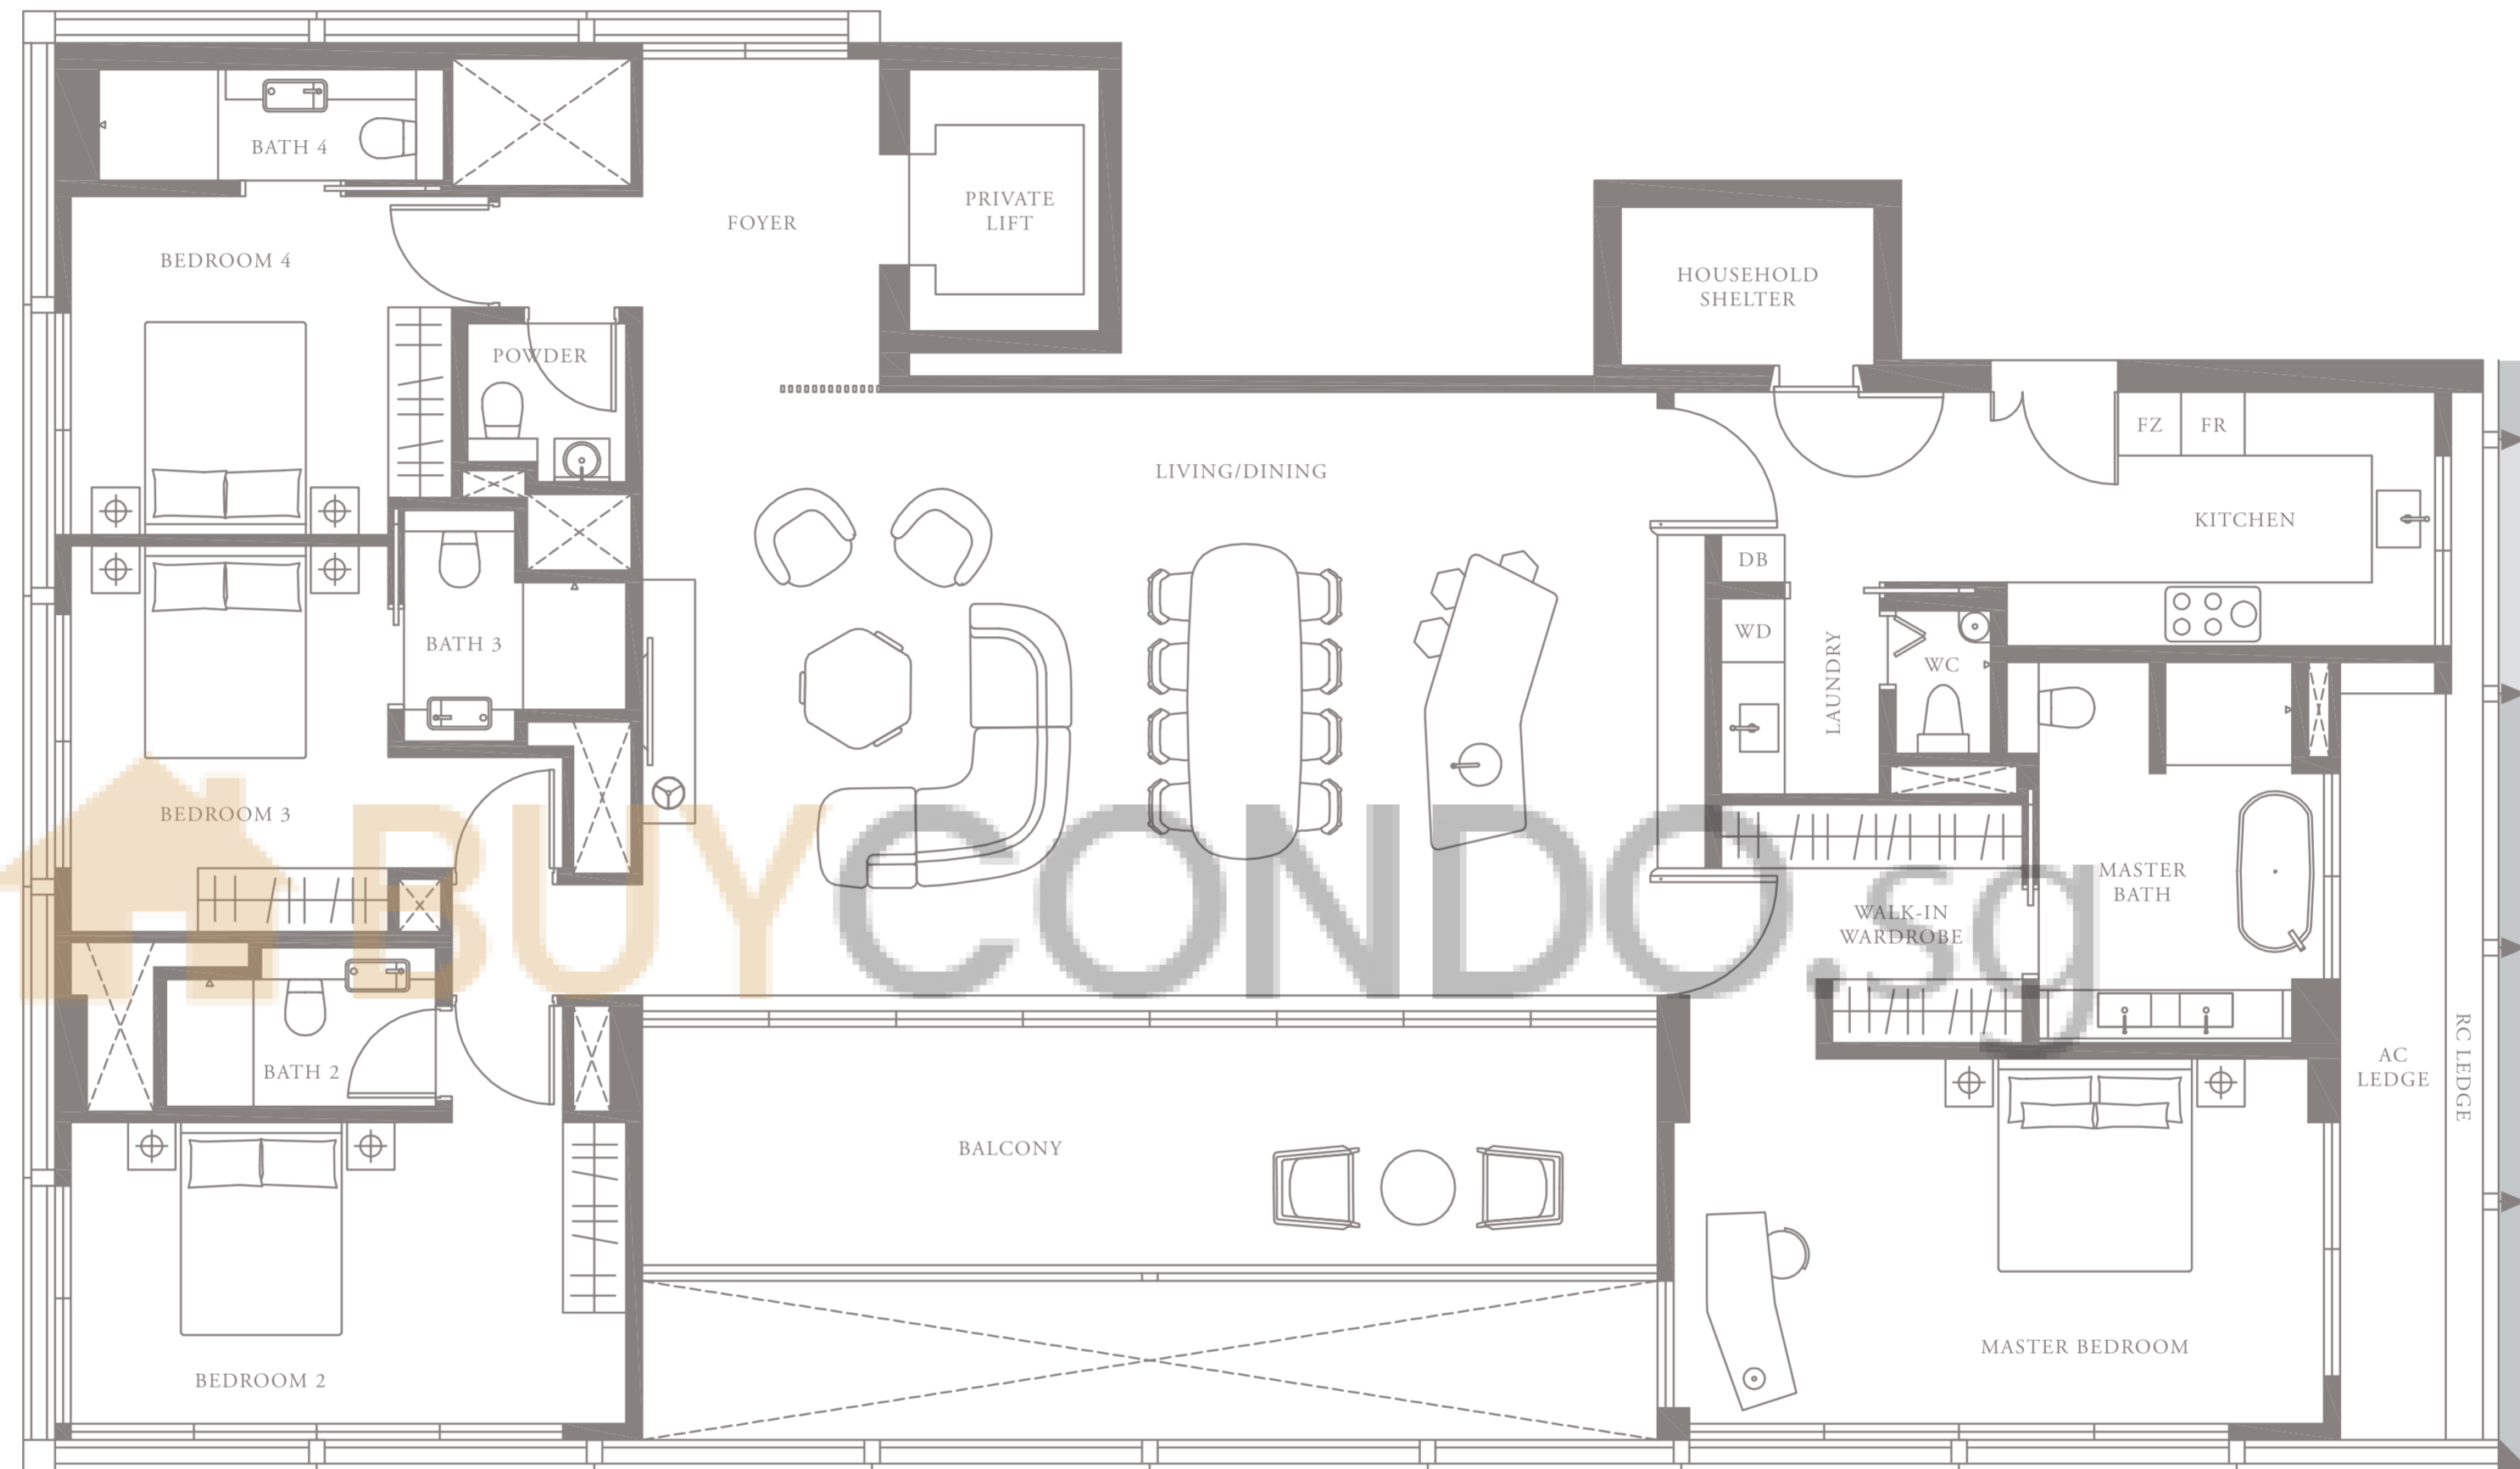 BATH 4
PRIVATE
LIFT
FOYER
BEDROOM 4
HOUSEHOLD
SHELTER
POWDER
FZ
FR
LIVING/DINING
KITCHEN
DB
WD
BATH 3
LAUNDRY
WC
BEDROOM 3
BUYCONDO.sg
MASTER
BATH
WALK-IN
WARDROBE
BATH 2
AC
LEDGE
RC LEDGE
BALCONY
MASTER BEDROOM
BEDROOM 2